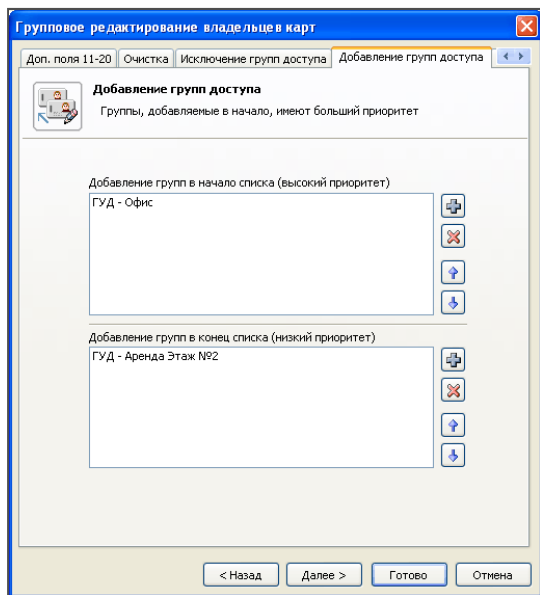 Групповое редактирование владельцев карт
Доп. поля 11-20 Очистка Исключение групп доступа Добавление групп доступа
Добавление групп доступа
Группы, добавляемые в начало, имеют больший приоритет
Добавление групп в начало списка (высокий приоритет)
ГУД - Офис
Добавление групп в конец списка (низкий приоритет)
ГУД - Аренда Этаж №2
< Назад Далее > Готово Отмена